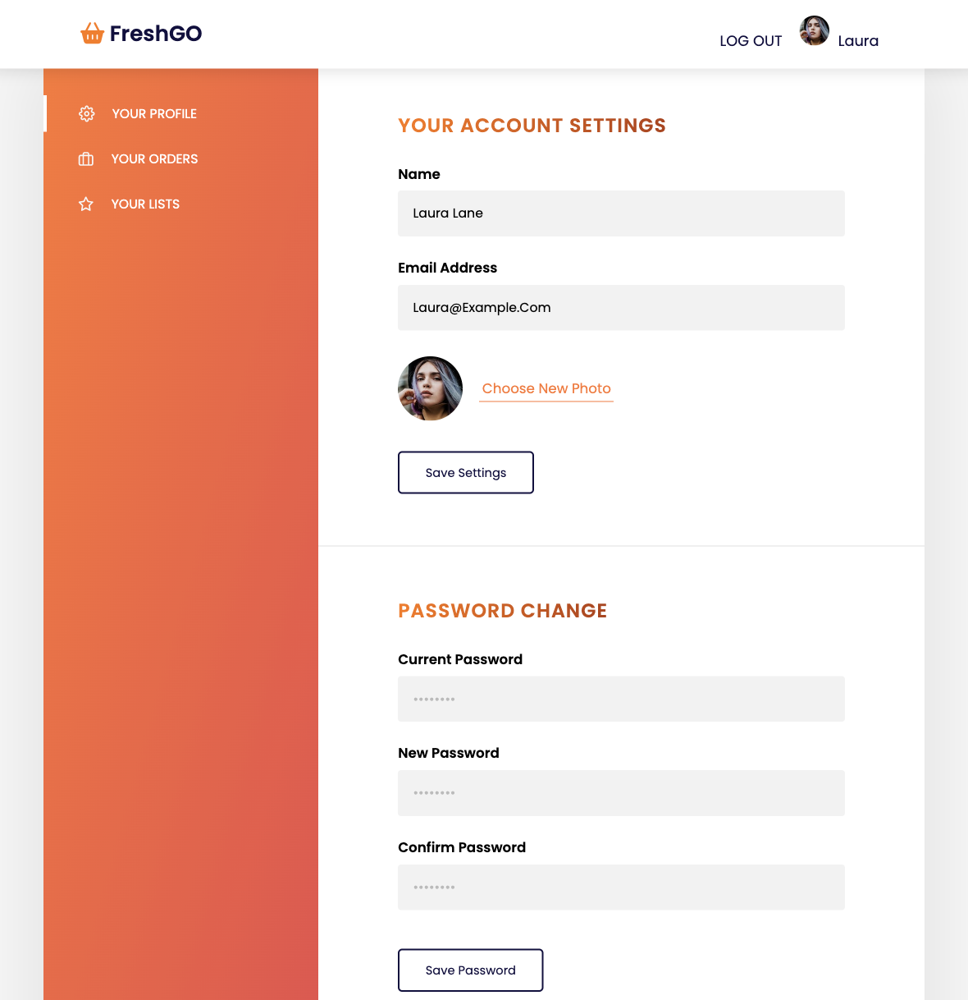 FreshGO
LOG OUT
Laura
YOUR PROFILE
YOUR ORDERS
YOUR LISTS
YOUR ACCOUNT SETTINGS
Name
Laura Lane
Email Address
Laura@Example.Com
Choose New Photo
Save Settings
PASSWORD CHANGE
Current Password
••••••••
New Password
••••••••
Confirm Password
••••••••
Save Password